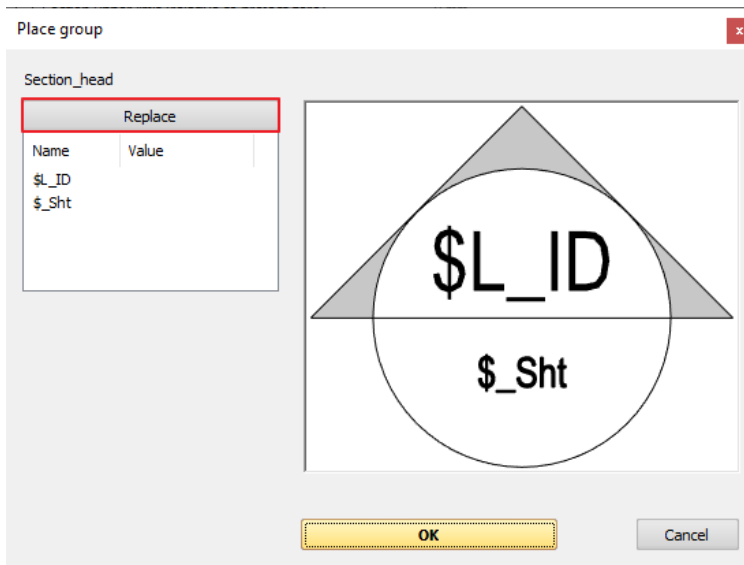 Place group
x
Section_head
Replace
Name Value
$L_ID
$_Sht
$L_ID
$_Sht
OK Cancel